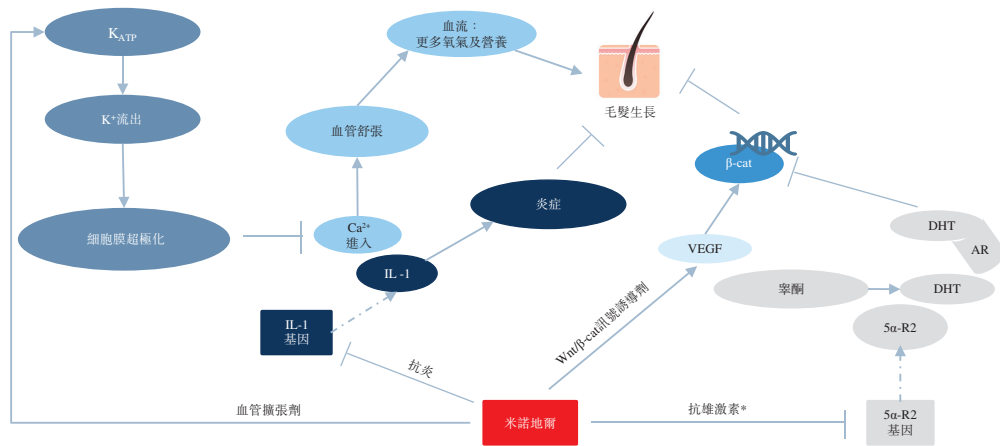 K_ATP
K⁺流出
細胞膜超極化
血流：
更多氧氣及營養
血管舒張
Ca²⁺
進入
毛髮生長
炎症
IL -1
IL-1
基因
β-cat
VEGF
DHT
AR
睾酮
DHT
5α-R2
5α-R2
基因
Wnt/β-cat訊號誘導劑
抗炎
血管擴張劑
米諾地爾
抗雄激素*